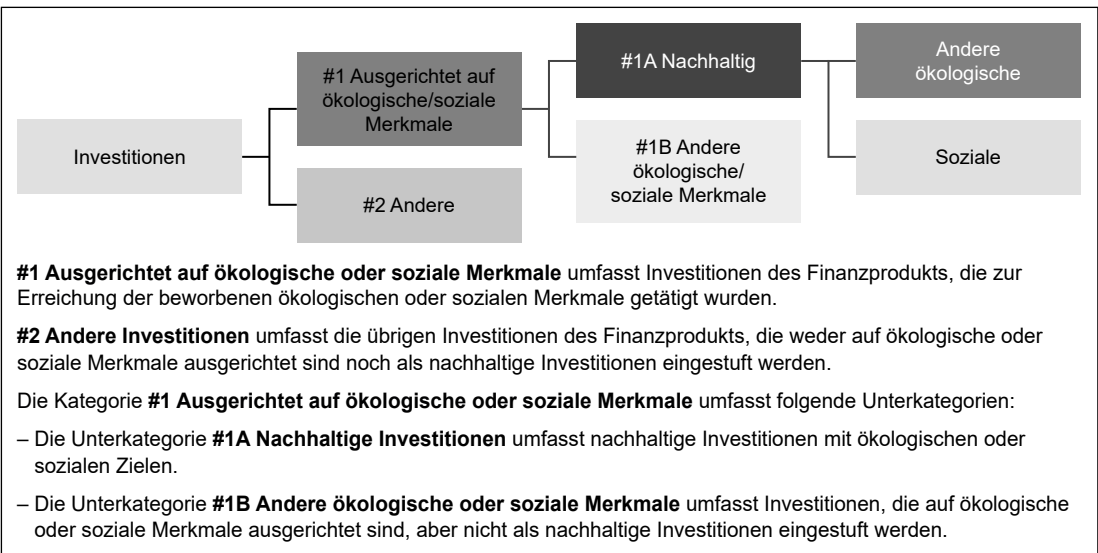 Investitionen
#1 Ausgerichtet auf
ökologische/soziale
Merkmale
#2 Andere
#1A Nachhaltig
#1B Andere
ökologische/
soziale Merkmale
Andere
ökologische
Soziale
#1 Ausgerichtet auf ökologische oder soziale Merkmale umfasst Investitionen des Finanzprodukts, die zur
Erreichung der beworbenen ökologischen oder sozialen Merkmale getätigt wurden.
#2 Andere Investitionen umfasst die übrigen Investitionen des Finanzprodukts, die weder auf ökologische oder
soziale Merkmale ausgerichtet sind noch als nachhaltige Investitionen eingestuft werden.
Die Kategorie #1 Ausgerichtet auf ökologische oder soziale Merkmale umfasst folgende Unterkategorien:
– Die Unterkategorie #1A Nachhaltige Investitionen umfasst nachhaltige Investitionen mit ökologischen oder
sozialen Zielen.
– Die Unterkategorie #1B Andere ökologische oder soziale Merkmale umfasst Investitionen, die auf ökologische
oder soziale Merkmale ausgerichtet sind, aber nicht als nachhaltige Investitionen eingestuft werden.